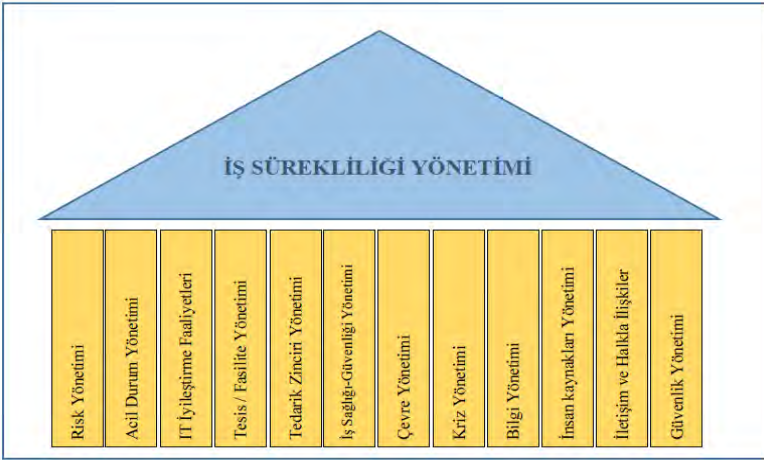 İŞ SÜREKLİLİĞİ YÖNETİMİ
Risk Yönetimi
Acil Durum Yönetimi
IT İyileştirme Faaliyetleri
Tesis / Fasilite Yönetimi
Tedarik Zinciri Yönetimi
İş Sağlığı-Güvenliği Yönetimi
Çevre Yönetimi
Kriz Yönetimi
Bilgi Yönetimi
İnsan kaynakları Yönetimi
İletişim ve Halkla İlişkiler
Güvenlik Yönetimi